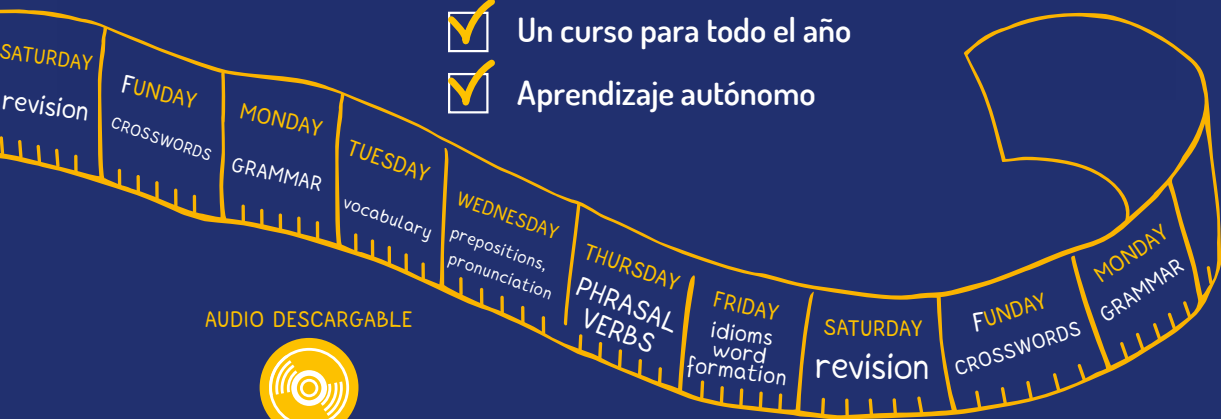 Un curso para todo el año
Aprendizaje autónomo
SATURDAY
revision
FUNDAY
CROSSWORDS
MONDAY
GRAMMAR
TUESDAY
vocabulary
WEDNESDAY
prepositions,
pronunciation
THURSDAY
PHRASAL
VERBS
FRIDAY
idioms
word
formation
SATURDAY
revision
FUNDAY
CROSSWORDS
MONDAY
GRAMMAR
AUDIO DESCARGABLE